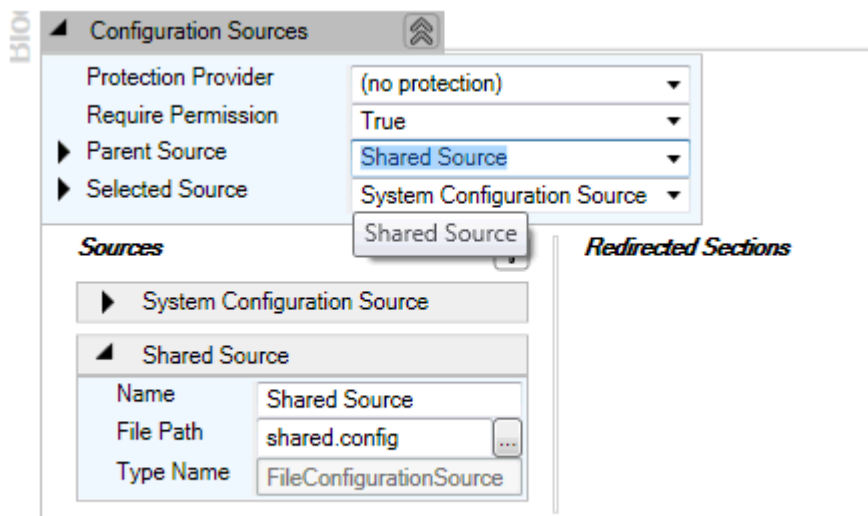 Configuration Sources
Protection Provider (no protection)
Require Permission True
Parent Source Shared Source
Selected Source System Configuration Source
Shared Source
Sources Redirected Sections
System Configuration Source
Shared Source
Name Shared Source
File Path shared.config ...
Type Name FileConfigurationSource